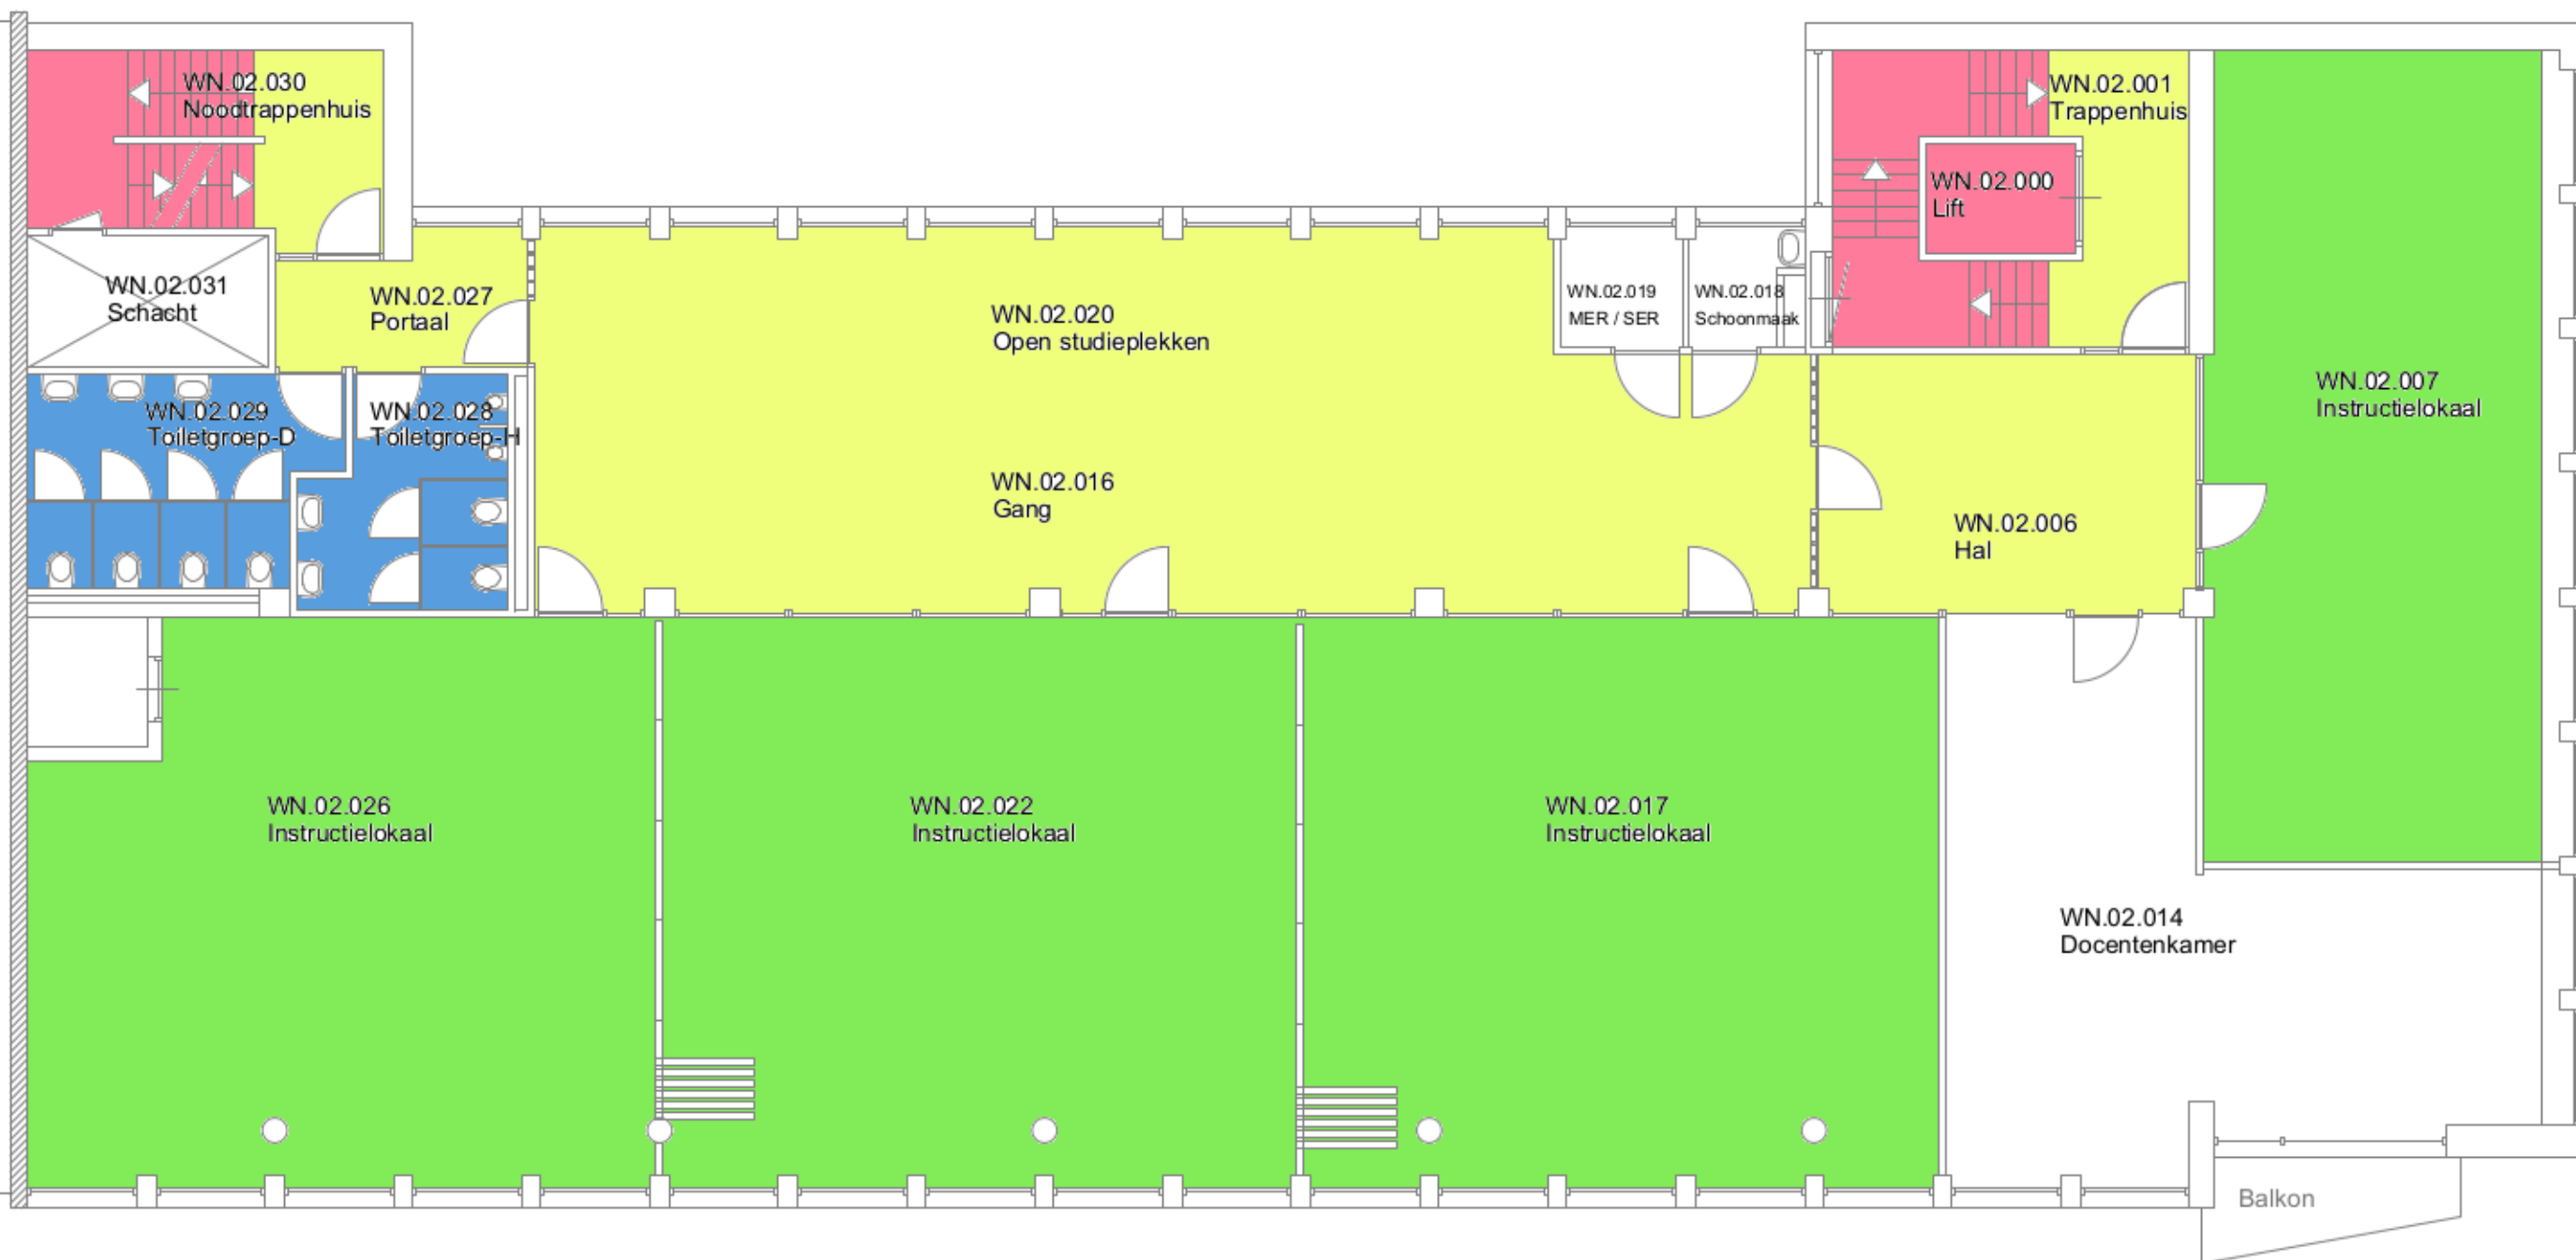 WN.02.030
Noodtrappenhuis
WN.02.001
Trappenhuis
WN.02.000
Lift
WN.02.031
Schacht
WN.02.027
Portaal
WN.02.020
Open studieplekken
WN.02.019
MER / SER
WN.02.018
Schoonmaak
WN.02.007
Instructielokaal
WN.02.029
Toiletgroep-D
WN.02.028
Toiletgroep-H
WN.02.016
Gang
WN.02.006
Hal
WN.02.026
Instructielokaal
WN.02.022
Instructielokaal
WN.02.017
Instructielokaal
WN.02.014
Docentenkamer
Balkon